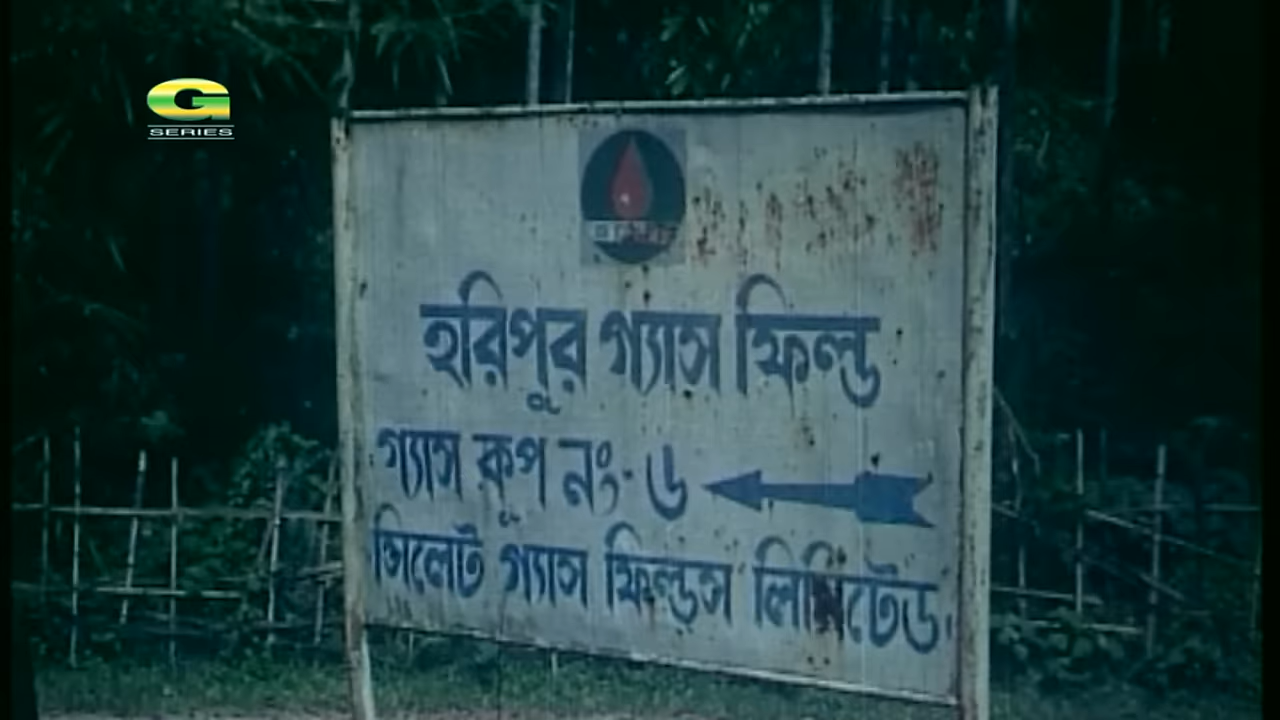 G
SERIES
হরিপুর গ্যাস ফিল্ড
গ্যাস কূপ নং- ৬
সিলেট গ্যাস ফিল্ডস লিমিটেড.